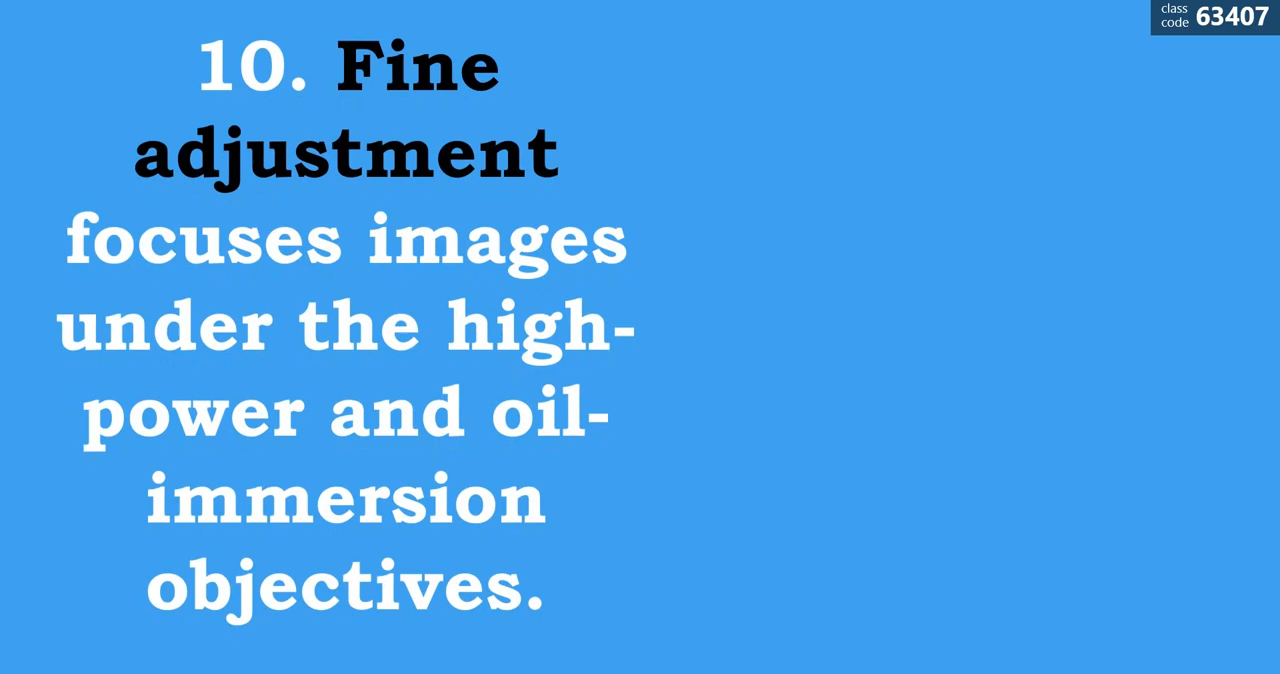 class
code 63407
10. Fine
adjustment
focuses images
under the high-
power and oil-
immersion
objectives.